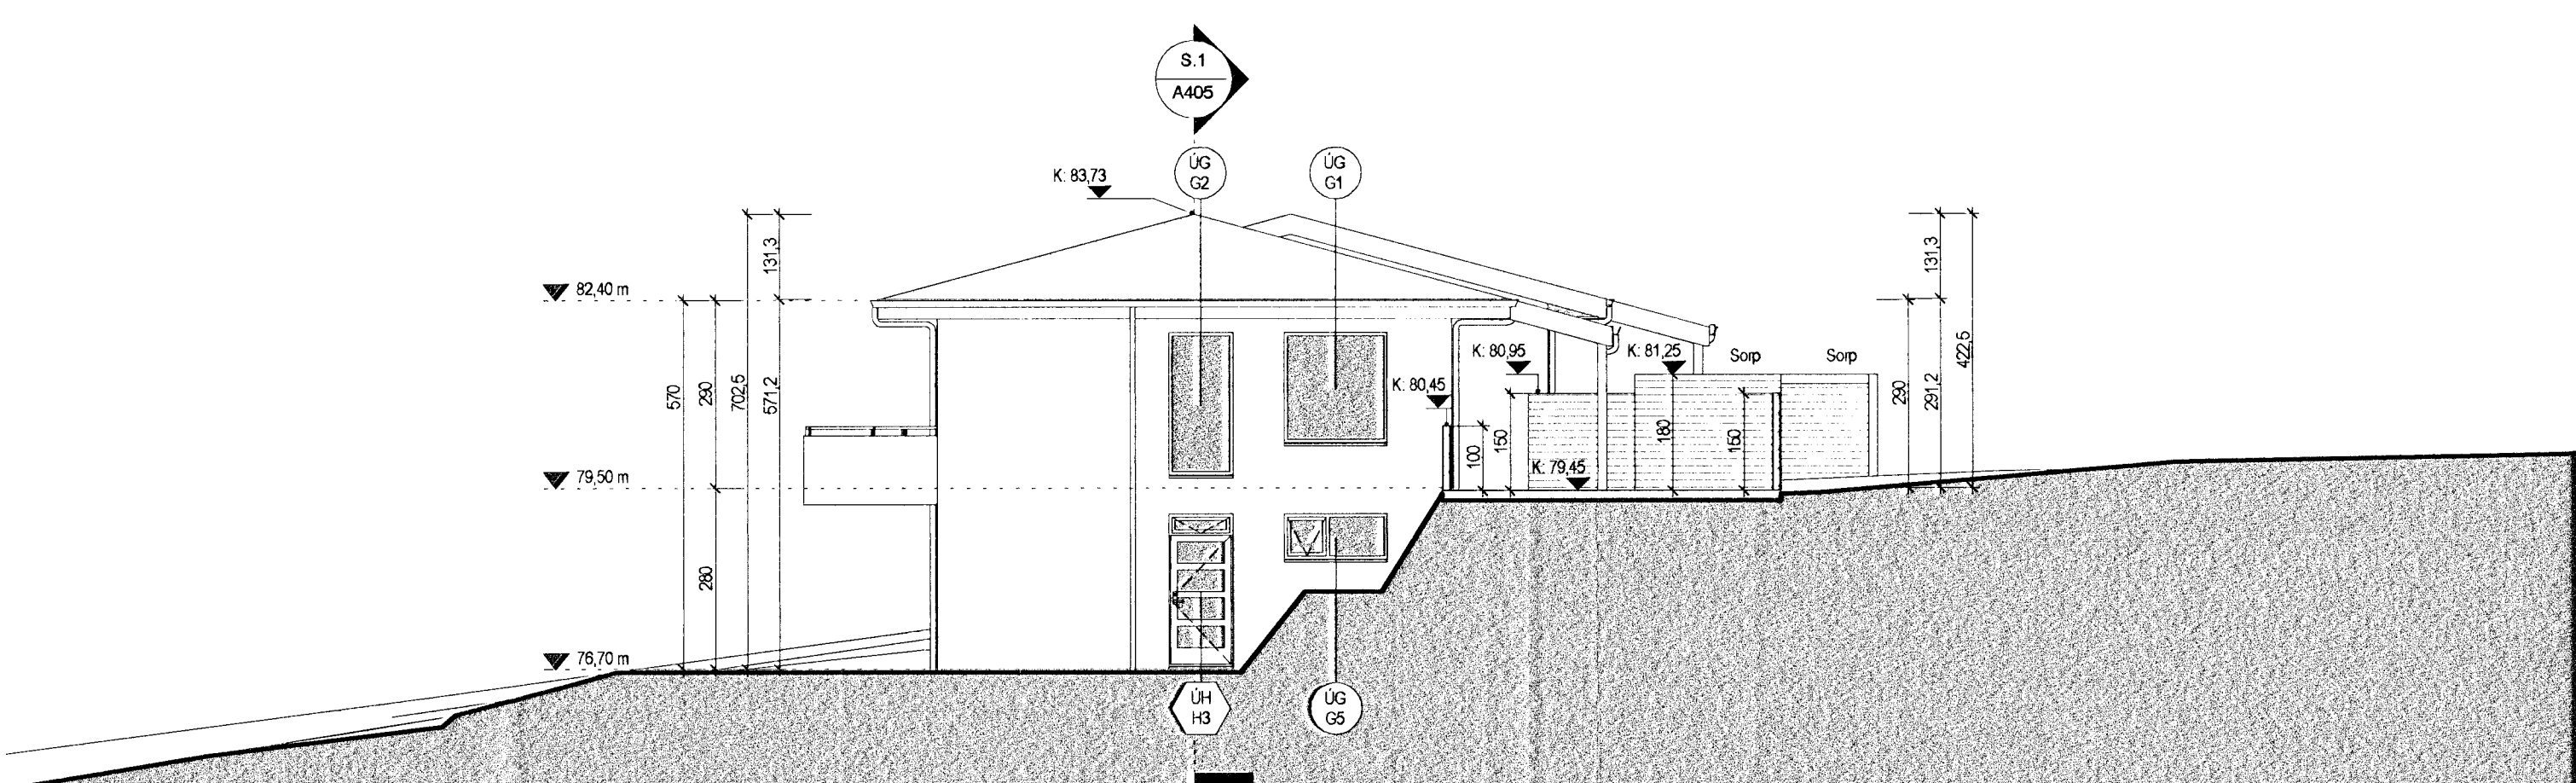 S.1
A405
ÚG
G2
ÚG
G1
K: 83,73
131,3
131,3
82,40 m
422,5
K: 80,95
K: 81,25
Sorp
Sorp
K: 80,45
570
290
702,5
571,2
290
291,2
100
150
180
150
K: 79,45
79,50 m
280
76,70 m
ÚH
H3
ÚG
G5